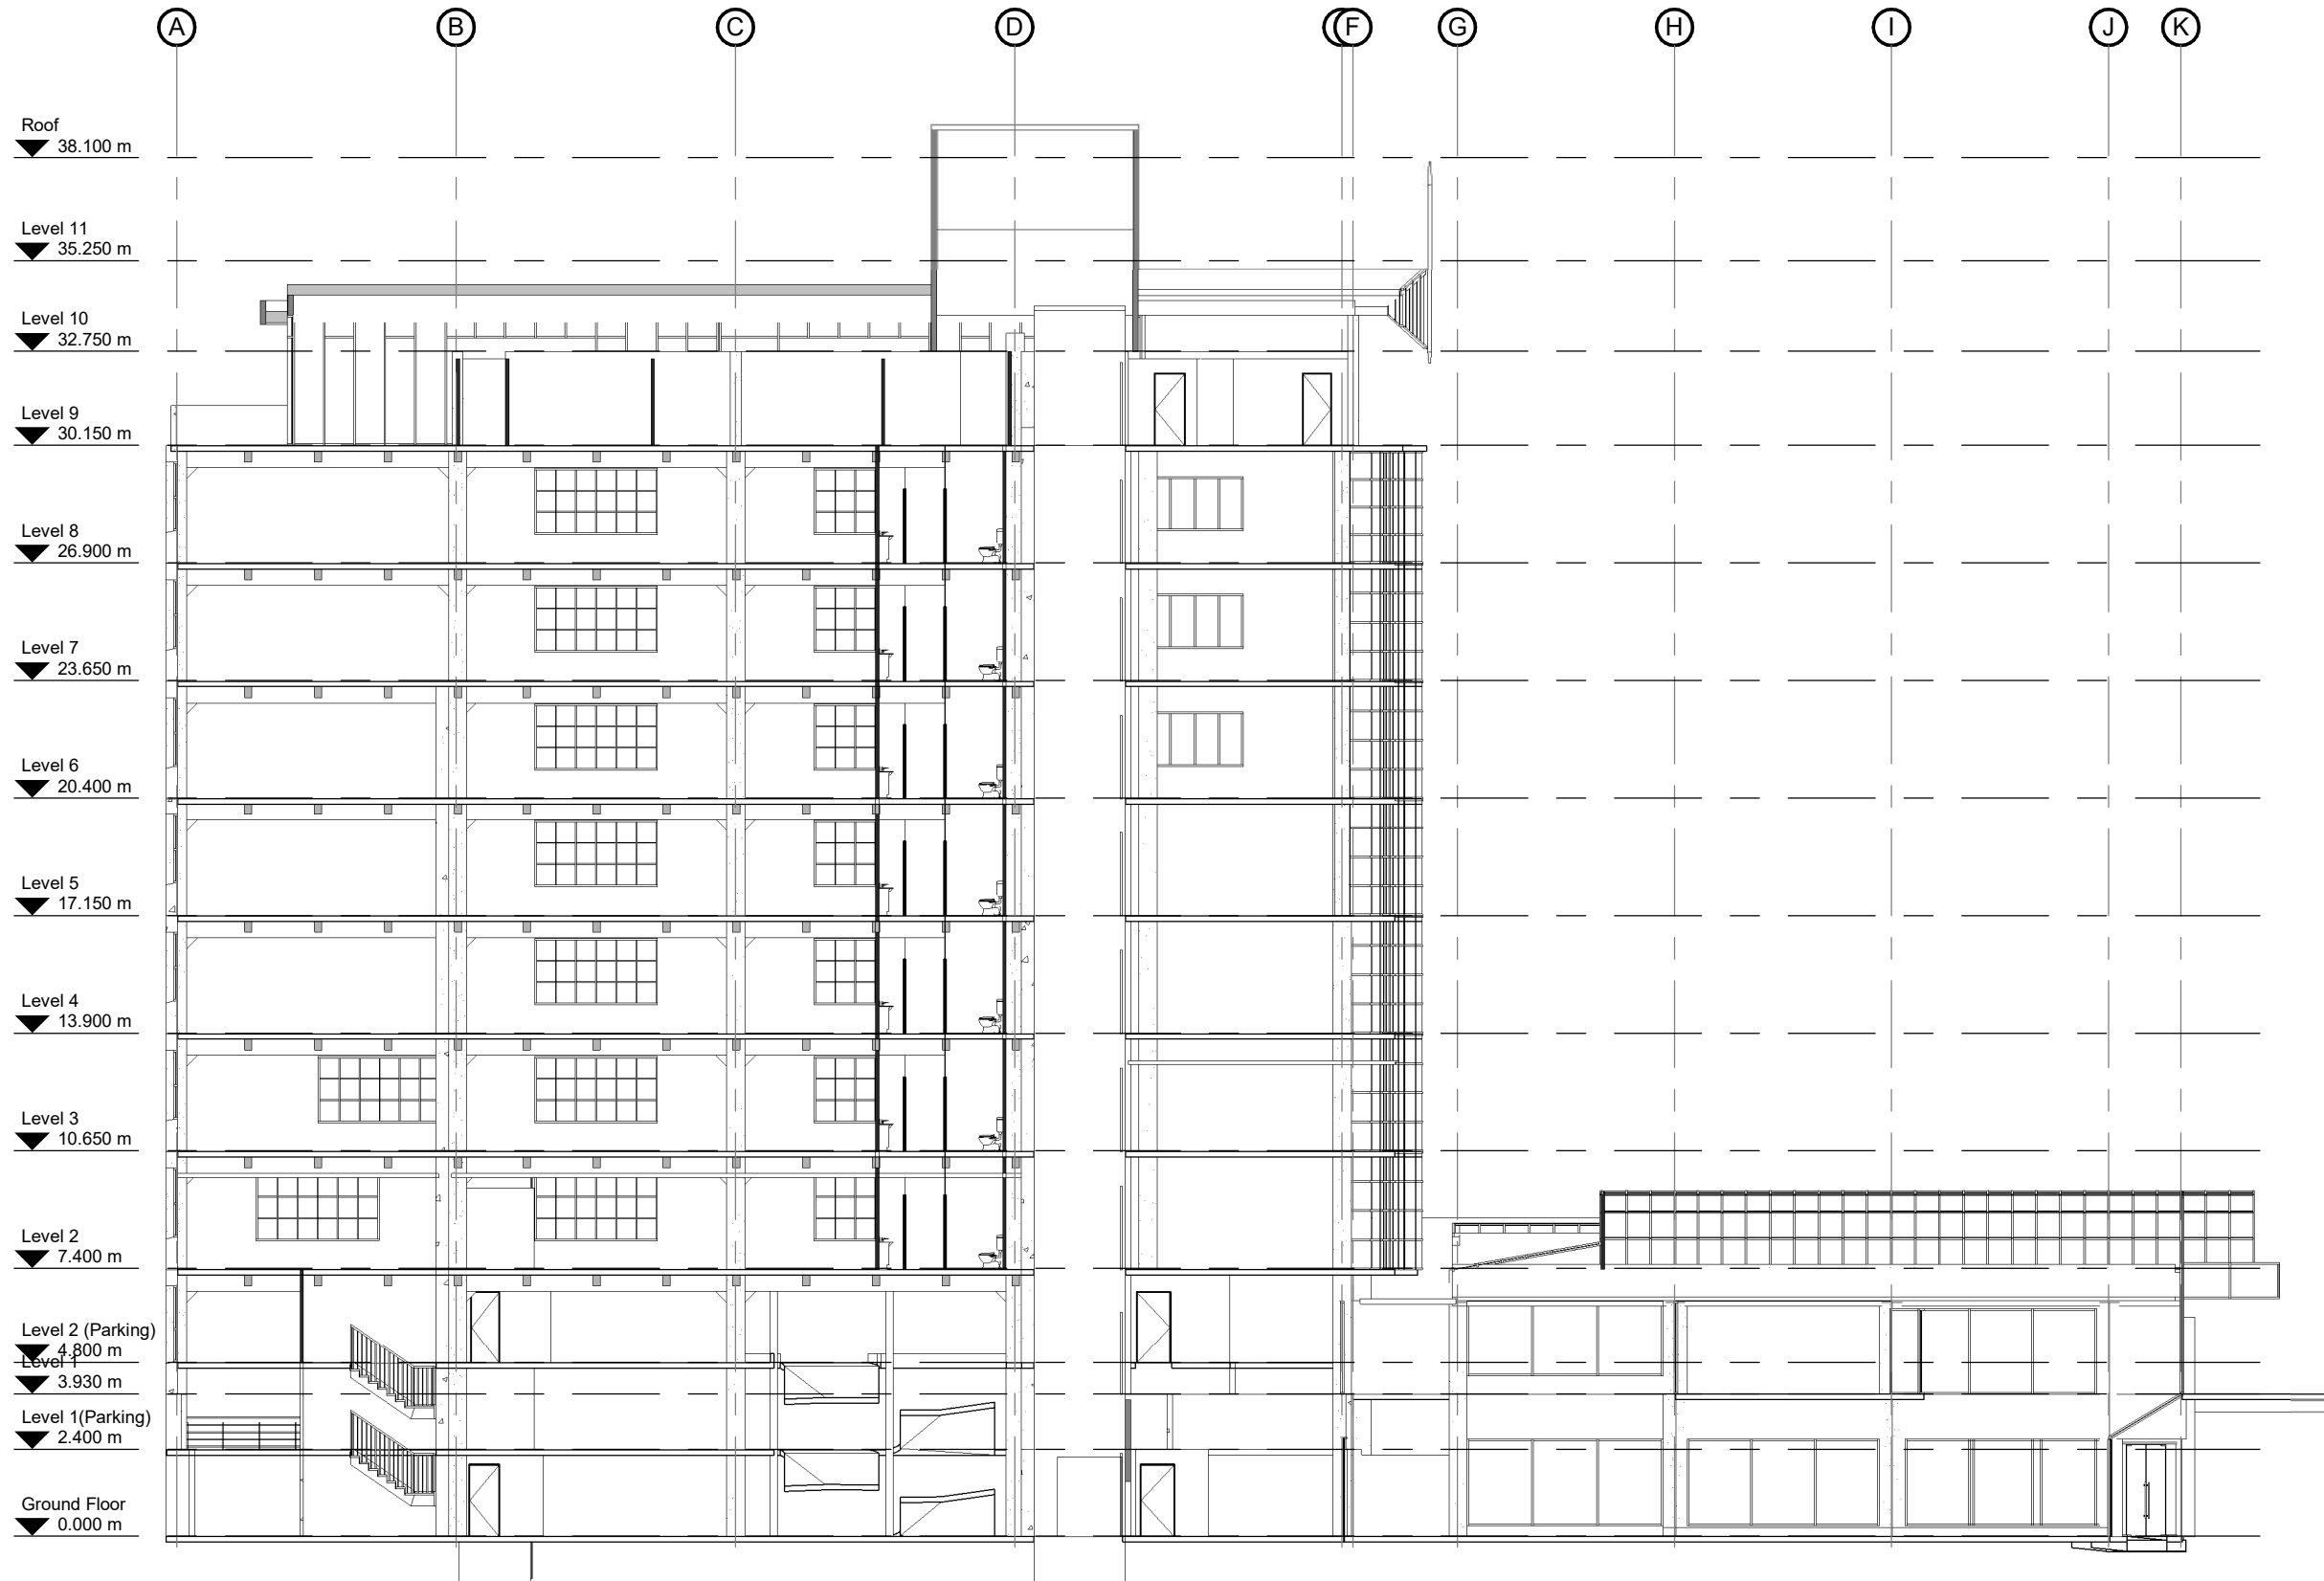 A B C D F G H I J K
Roof
38.100 m
Level 11
35.250 m
Level 10
32.750 m
Level 9
30.150 m
Level 8
26.900 m
Level 7
23.650 m
Level 6
20.400 m
Level 5
17.150 m
Level 4
13.900 m
Level 3
10.650 m
Level 2
7.400 m
Level 2 (Parking)
4.800 m
Level 1
3.930 m
Level 1(Parking)
2.400 m
Ground Floor
0.000 m